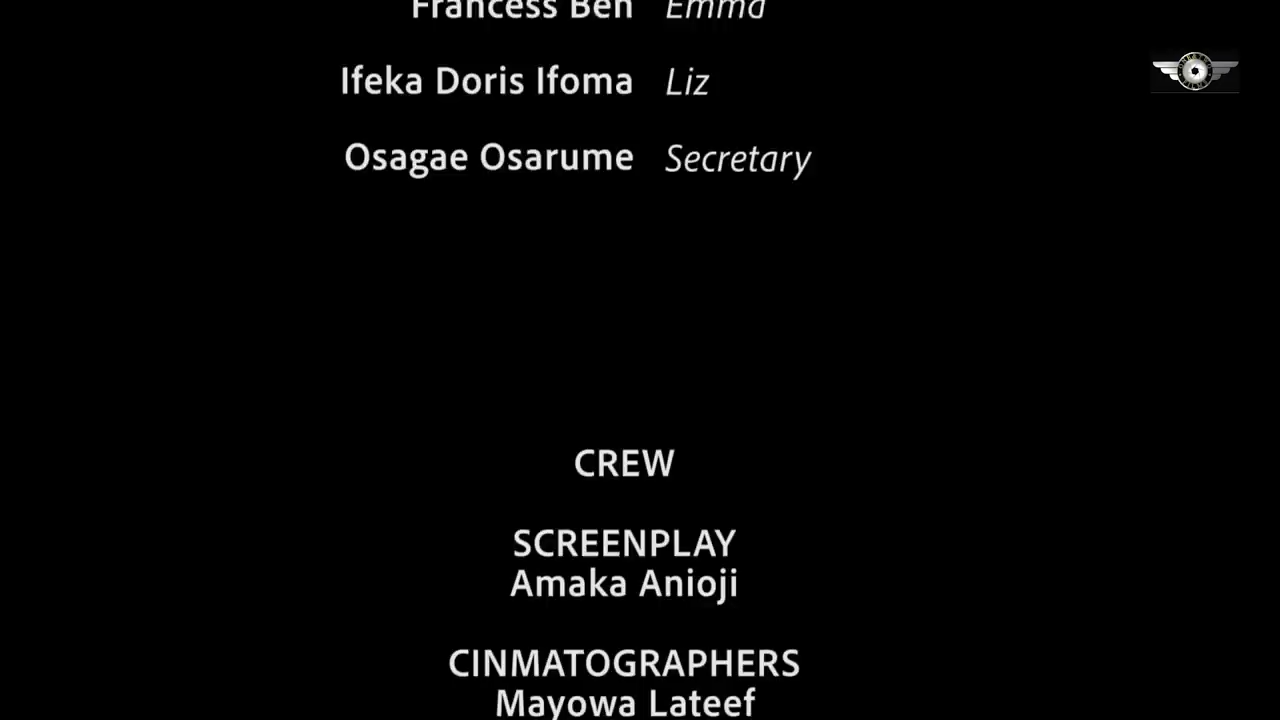 Francess Ben Emma
Ifeka Doris Ifoma Liz
Osagae Osarume Secretary
CREW
SCREENPLAY
Amaka Anioji
CINMATOGRAPHERS
Mayowa Lateef